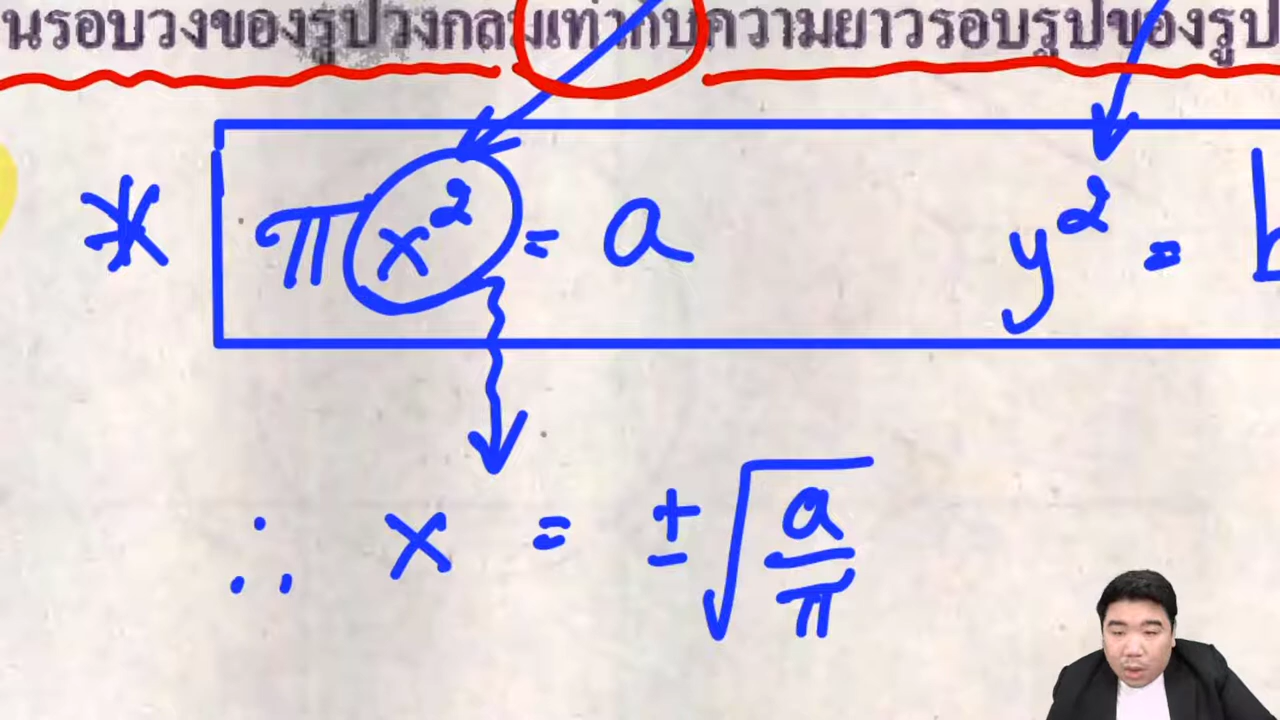 นรอบวงของรูปวงกลมเท่ากับความยาวรอบรูปของรูป
* πx² = a y² = b
∴ x = ±√(a/π)